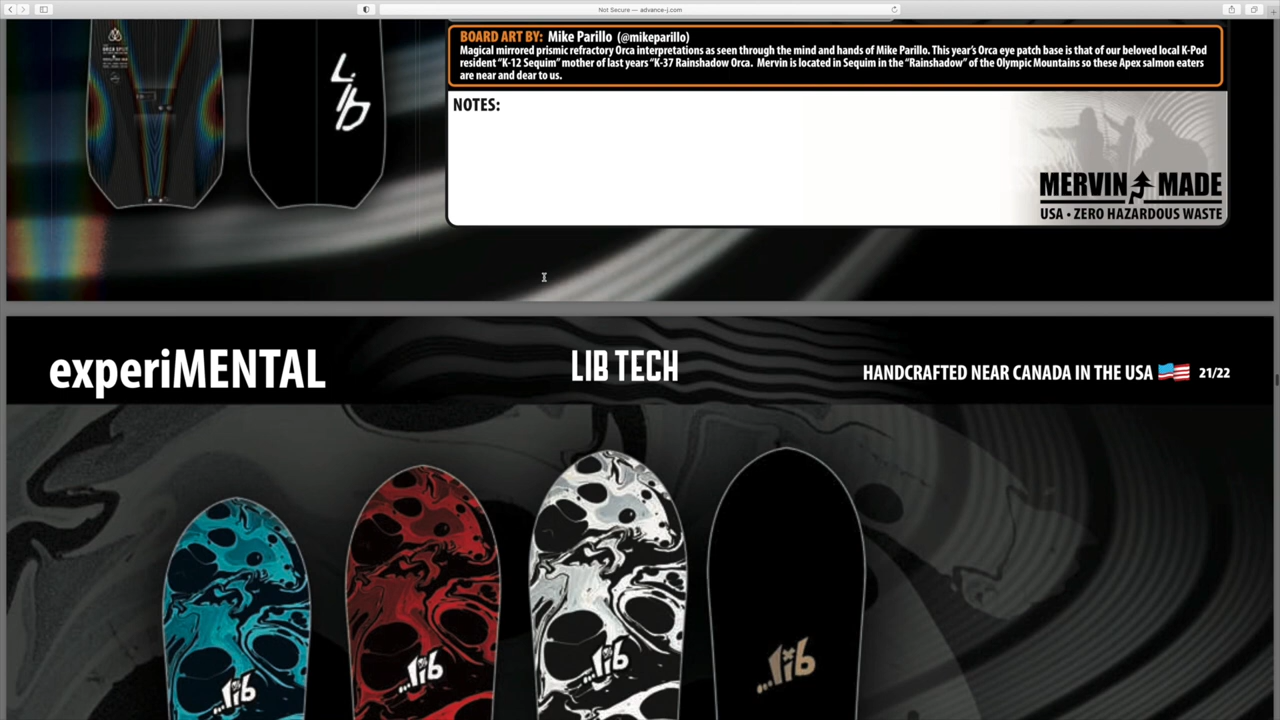 Not Secure — advance-j.com
ORCA SPLIT
BOARD ART BY: Mike Parillo (@mikeparillo)
Magical mirrored prismic refractory Orca interpretations as seen through the mind and hands of Mike Parillo. This year's Orca eye patch base is that of our beloved local K-Pod
resident “K-12 Sequim” mother of last years “K-37 Rainshadow Orca. Mervin is located in Sequim in the “Rainshadow” of the Olympic Mountains so these Apex salmon eaters
are near and dear to us.
NOTES:
Lib
MERVIN MADE
USA • ZERO HAZARDOUS WASTE
experiMENTAL
LIB TECH
HANDCRAFTED NEAR CANADA IN THE USA 21/22
...lib
...lib
...lib
...lib